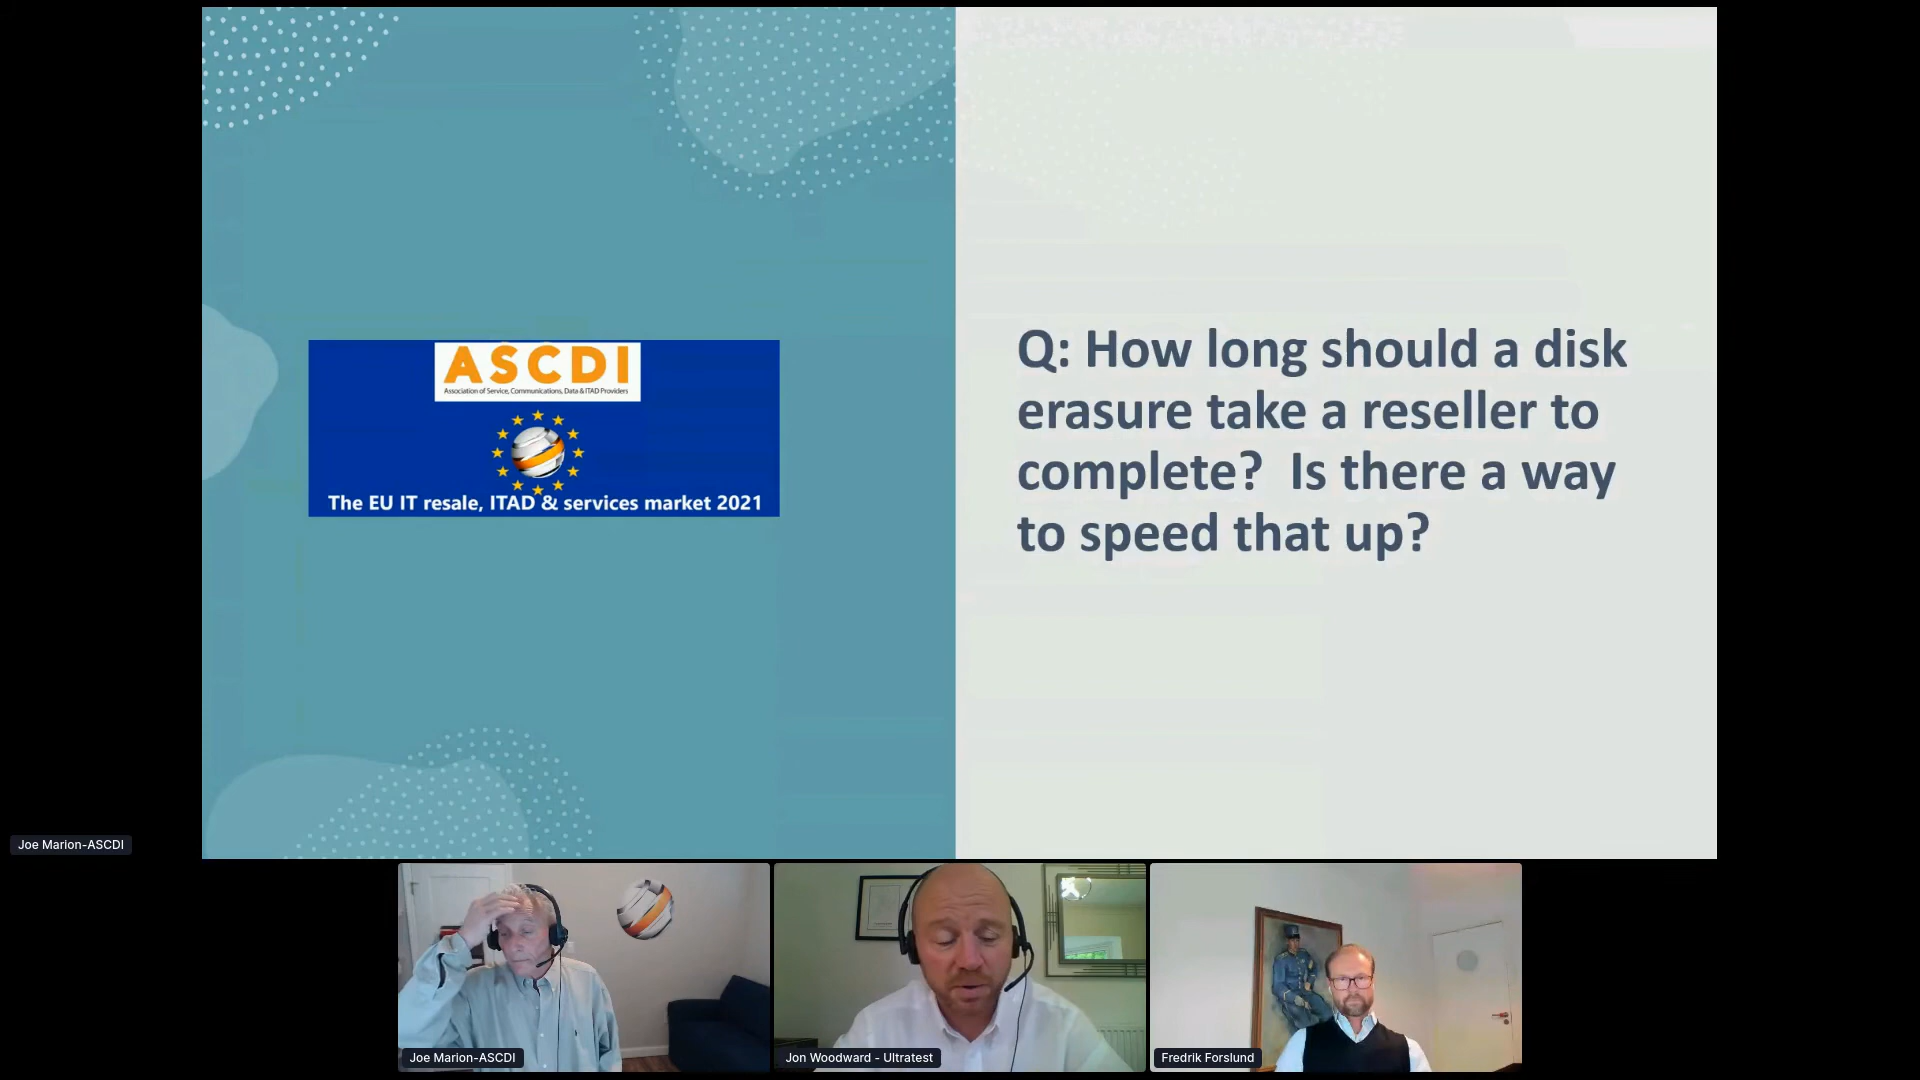 ASCDI
Association of Service, Communications, Data & ITAD Providers
The EU IT resale, ITAD & services market 2021
Q: How long should a disk
erasure take a reseller to
complete? Is there a way
to speed that up?
Joe Marion-ASCDI
Joe Marion-ASCDI
Jon Woodward - Ultratest
Fredrik Forslund